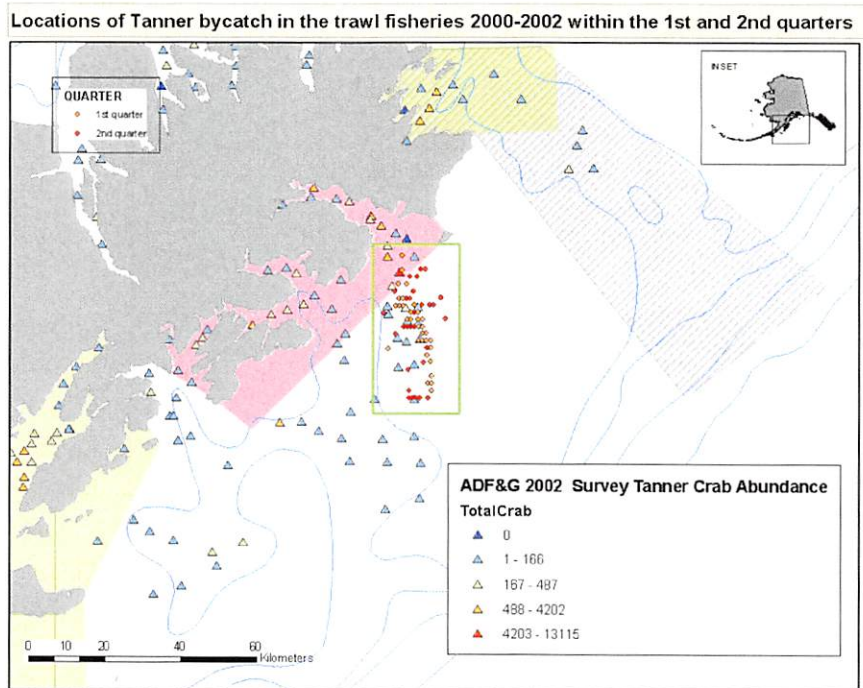 Locations of Tanner bycatch in the trawl fisheries 2000-2002 within the 1st and 2nd quarters
QUARTER
1st quarter
2nd quarter
INSET
ADF&G 2002 Survey Tanner Crab Abundance
TotalCrab
0
1 - 166
167 - 487
488 - 4202
4203 - 13115
0 10 20 40 60
Kilometers